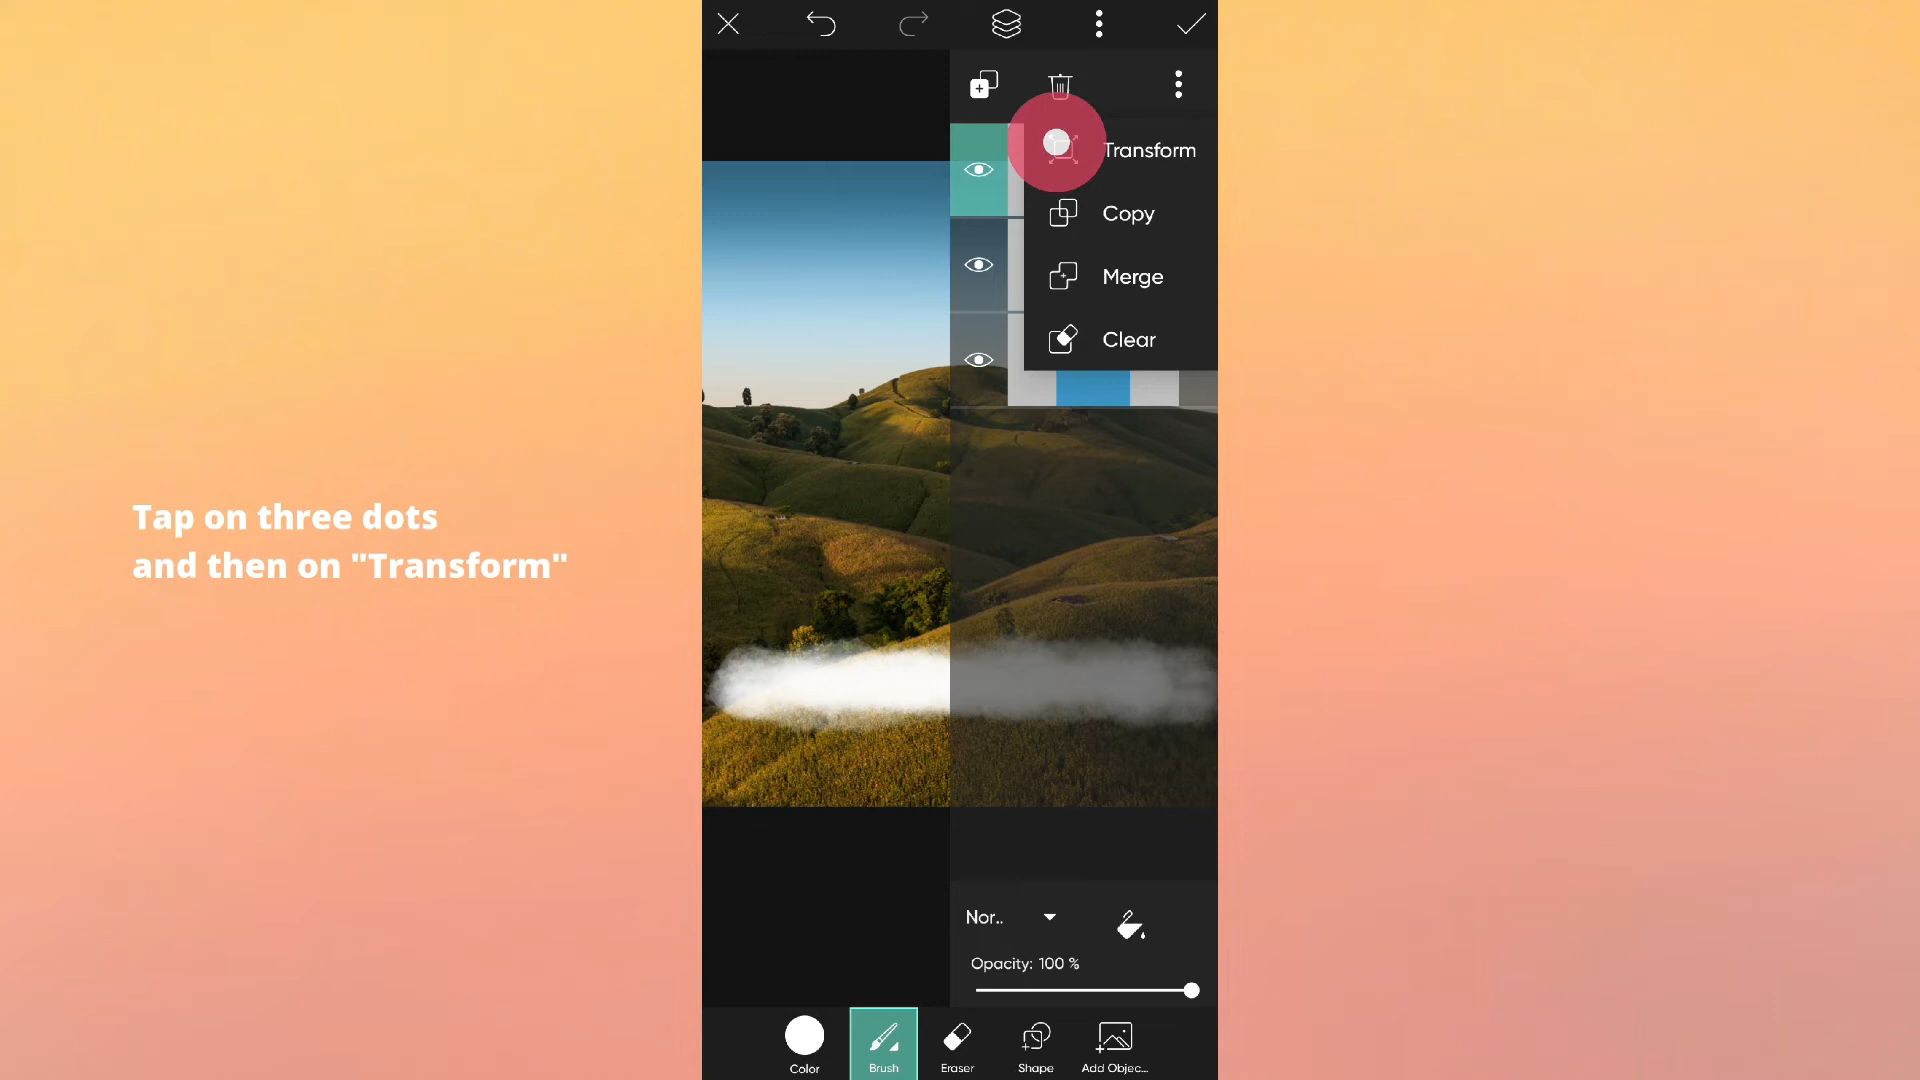 Tap on three dots
and then on "Transform"
Transform
Copy
Merge
Clear
Nor..
Opacity: 100 %
Color
Brush
Eraser
Shape
Add Objec...